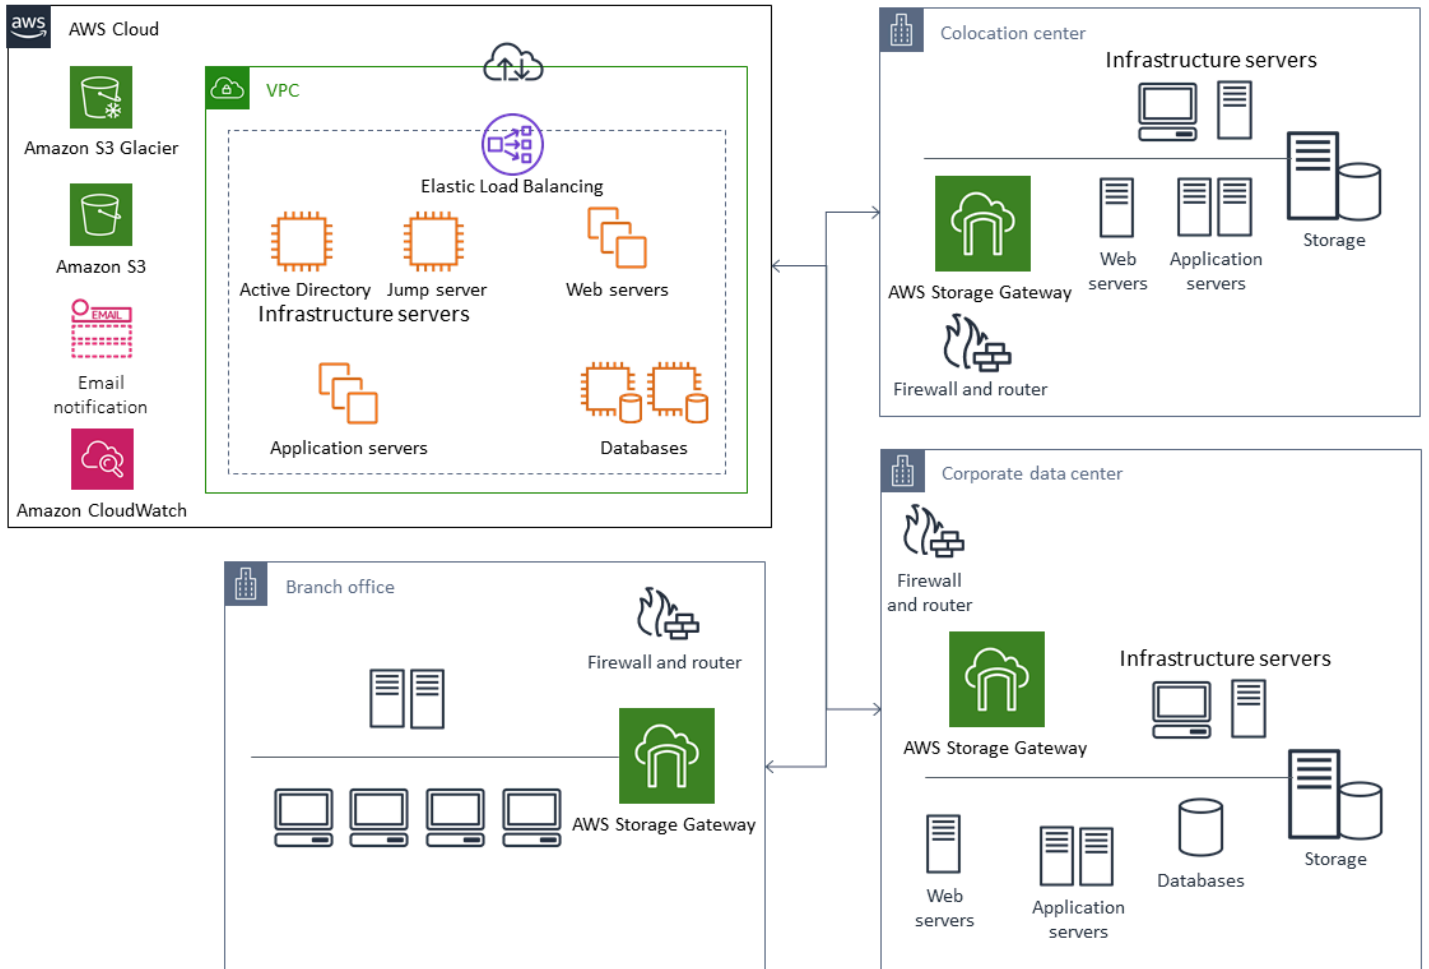 aws
AWS Cloud
Amazon S3 Glacier
Amazon S3
EMAIL
Email
notification
Amazon CloudWatch
VPC
Elastic Load Balancing
Active Directory
Jump server
Web servers
Infrastructure servers
Application servers
Databases
Colocation center
Infrastructure servers
Storage
Web
servers
Application
servers
AWS Storage Gateway
Firewall and router
Branch office
Firewall and router
AWS Storage Gateway
Corporate data center
Firewall
and router
Infrastructure servers
AWS Storage Gateway
Storage
Databases
Web
servers
Application
servers